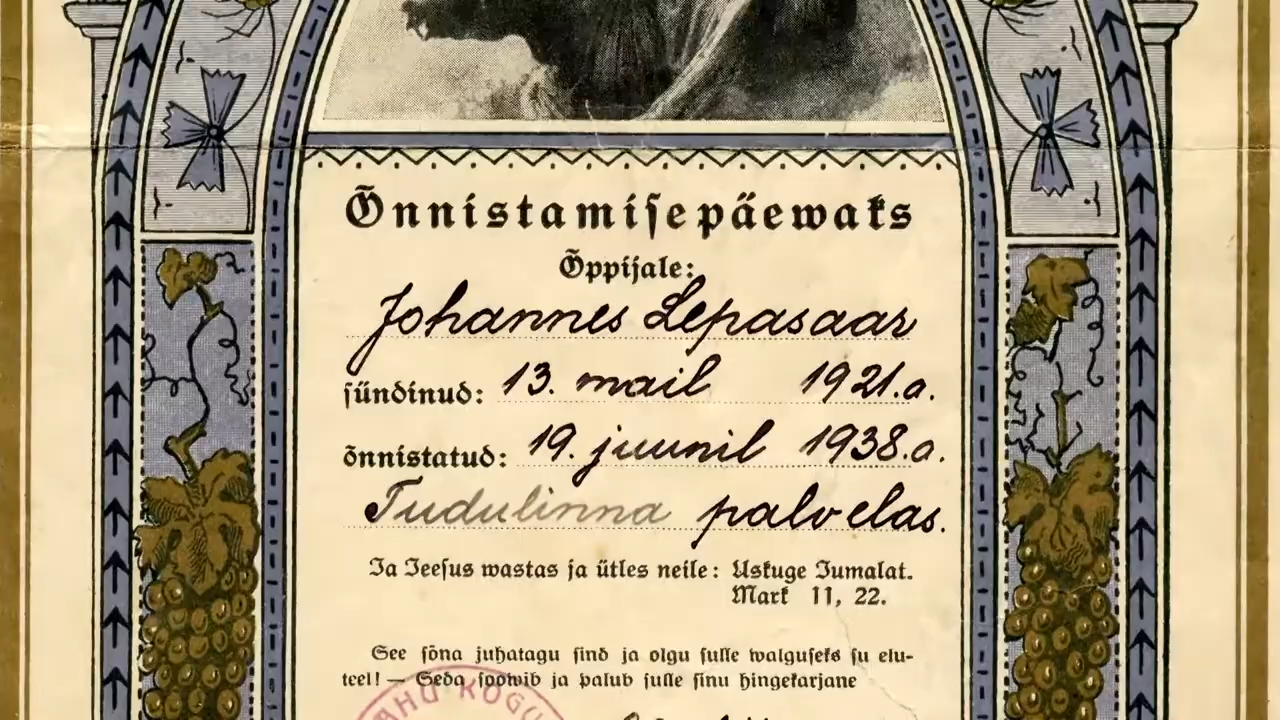 Õnnistamisepäewaks
Õppijale:
Johannes Lepasaar
sündinud: 13. mail 1921.a.
õnnistatud: 19. juunil 1938.a.
Tudulinna palvelas.
Ja Jeesus wastas ja ütles neile: Uskuge Jumalat.
Mark 11, 22.
See sõna juhatagu sind ja olgu sulle walguseks su elu-
teel! — Seda soowib ja palub sulle sinu hingekarjane
AHU KOGU